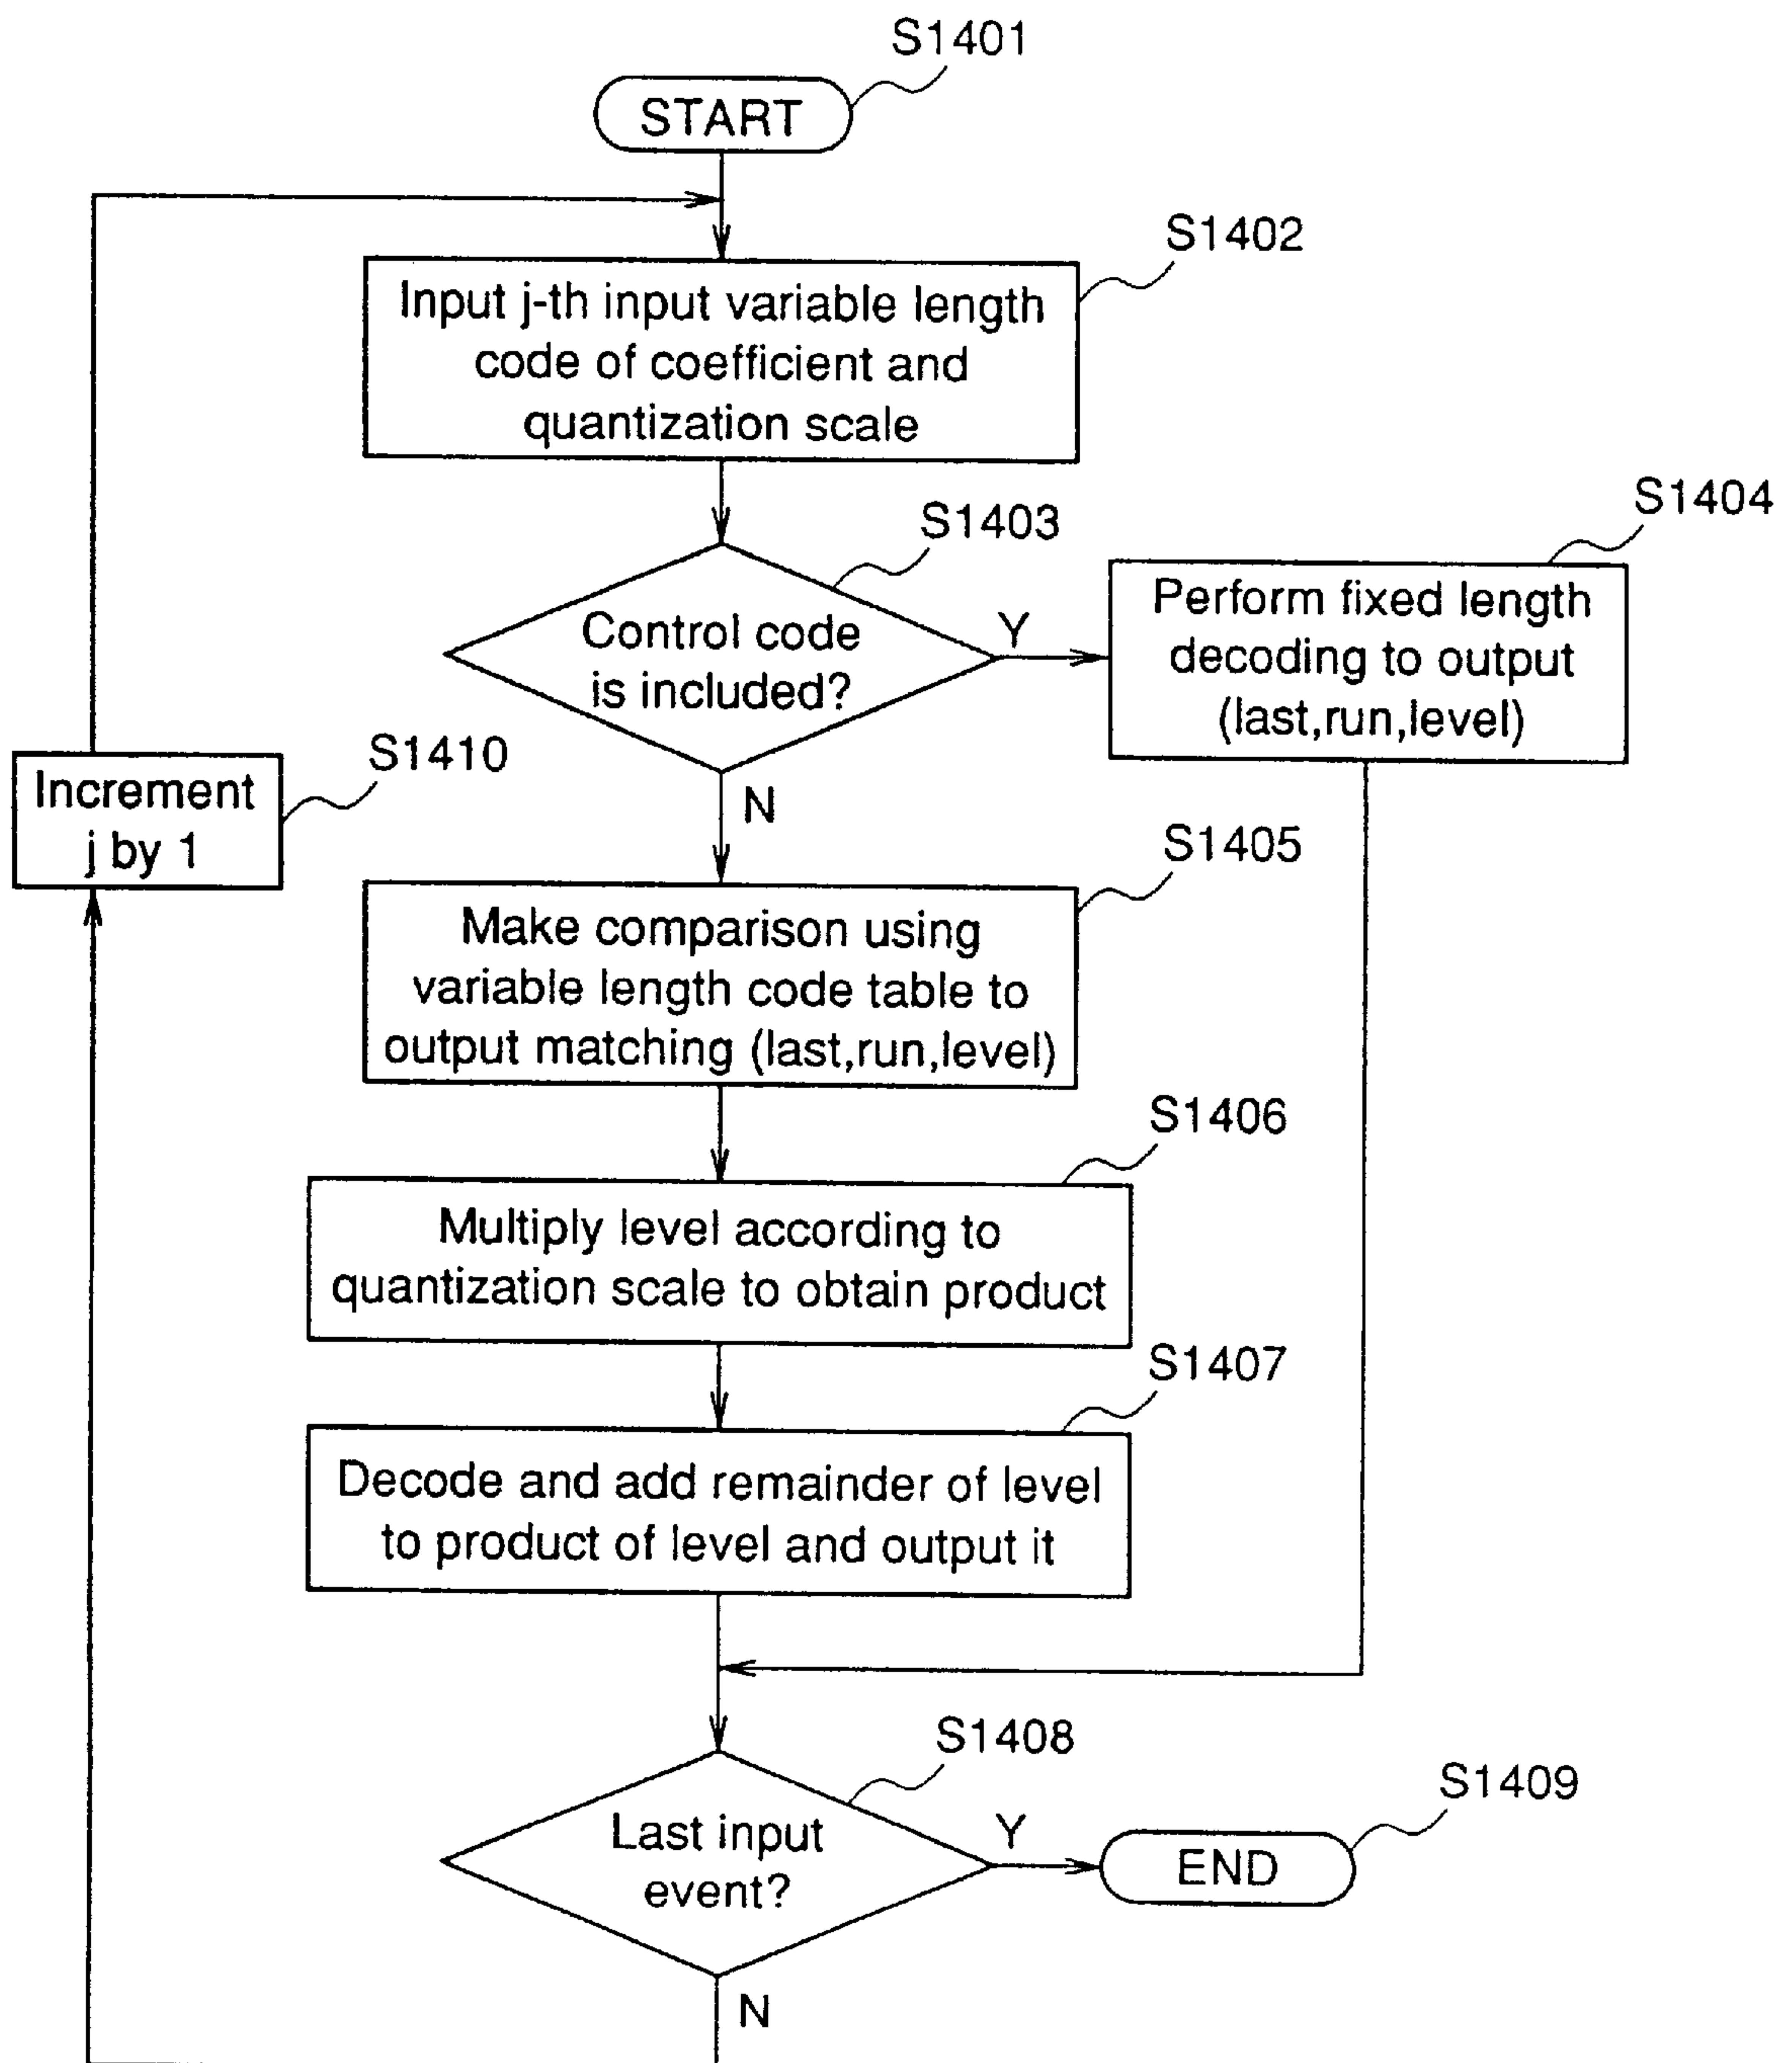 S1401
START
S1402
Input j-th input variable length
code of coefficient and
quantization scale
S1403
Control code
is included?
Y
S1404
Perform fixed length
decoding to output
(last,run,level)
N
S1410
Increment
j by 1
S1405
Make comparison using
variable length code table to
output matching (last,run,level)
S1406
Multiply level according to
quantization scale to obtain product
S1407
Decode and add remainder of level
to product of level and output it
S1408
Last input
event?
Y
S1409
END
N